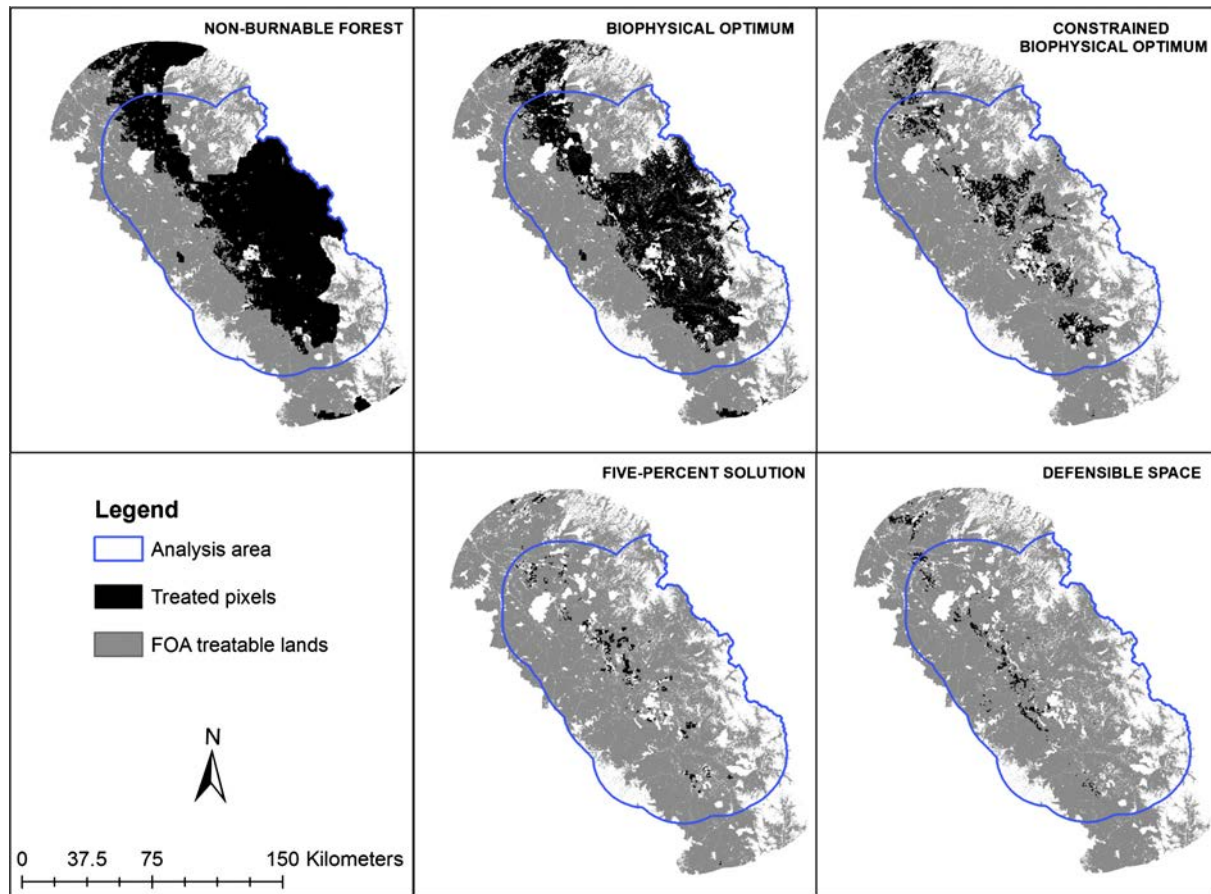 NON-BURNABLE FOREST
BIOPHYSICAL OPTIMUM
CONSTRAINED
BIOPHYSICAL OPTIMUM
Legend
Analysis area
Treated pixels
FOA treatable lands
N
0 37.5 75 150 Kilometers
FIVE-PERCENT SOLUTION
DEFENSIBLE SPACE